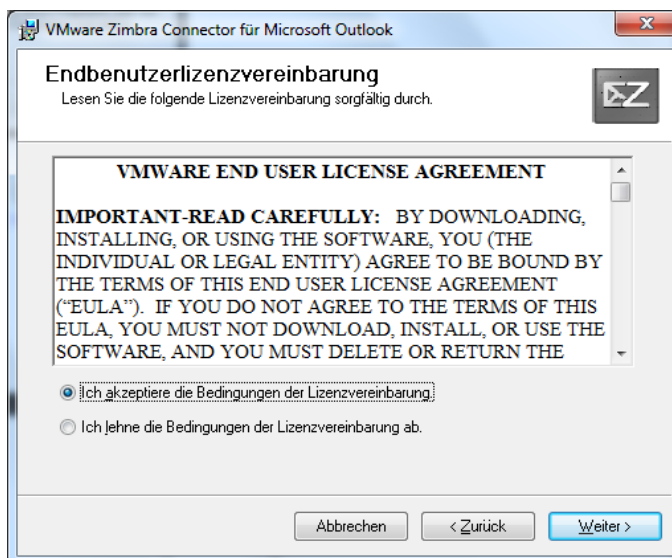 VMware Zimbra Connector für Microsoft Outlook
Endbenutzerlizenzvereinbarung
Lesen Sie die folgende Lizenzvereinbarung sorgfältig durch.
VMWARE END USER LICENSE AGREEMENT
IMPORTANT-READ CAREFULLY: BY DOWNLOADING,
INSTALLING, OR USING THE SOFTWARE, YOU (THE
INDIVIDUAL OR LEGAL ENTITY) AGREE TO BE BOUND BY
THE TERMS OF THIS END USER LICENSE AGREEMENT
(“EULA”). IF YOU DO NOT AGREE TO THE TERMS OF THIS
EULA, YOU MUST NOT DOWNLOAD, INSTALL, OR USE THE
SOFTWARE, AND YOU MUST DELETE OR RETURN THE
Ich akzeptiere die Bedingungen der Lizenzvereinbarung.
Ich lehne die Bedingungen der Lizenzvereinbarung ab.
Abbrechen < Zurück Weiter >